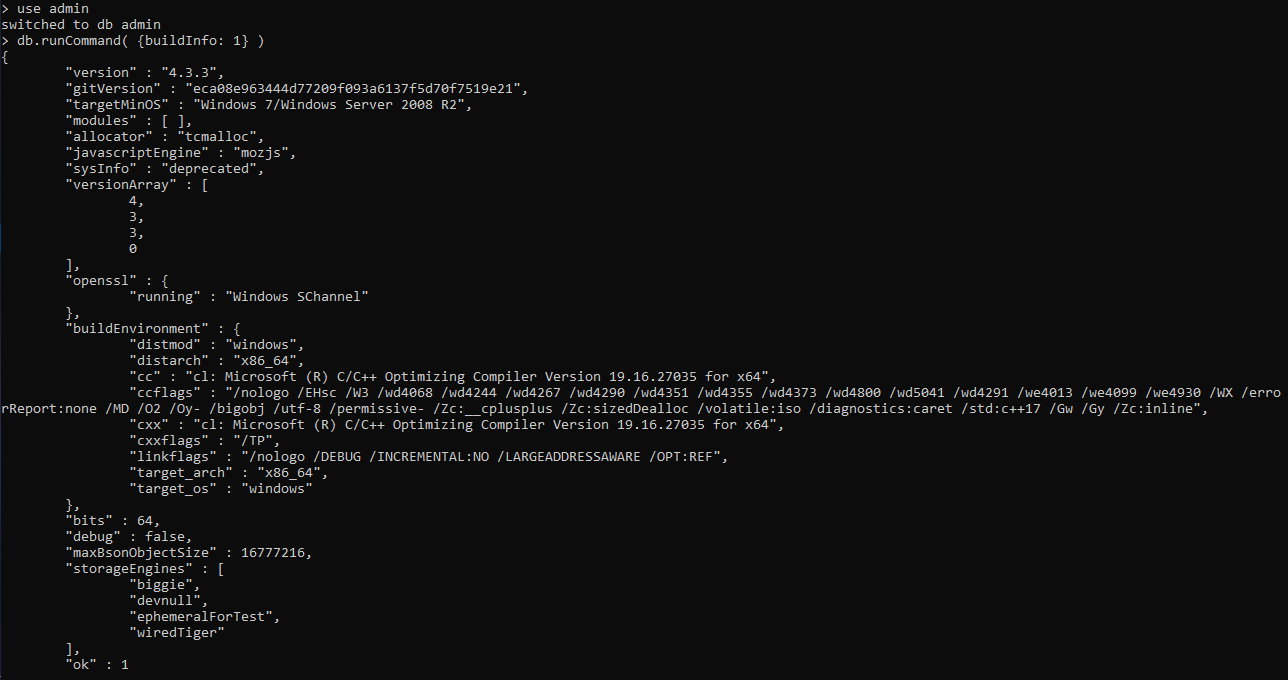 > use admin
switched to db admin
> db.runCommand( {buildInfo: 1} )
{
        "version" : "4.3.3",
        "gitVersion" : "eca08e963444d77209f093a6137f5d70f7519e21",
        "targetMinOS" : "Windows 7/Windows Server 2008 R2",
        "modules" : [ ],
        "allocator" : "tcmalloc",
        "javascriptEngine" : "mozjs",
        "sysInfo" : "deprecated",
        "versionArray" : [
                4,
                3,
                3,
                0
        ],
        "openssl" : {
                "running" : "Windows SChannel"
        },
        "buildEnvironment" : {
                "distmod" : "windows",
                "distarch" : "x86_64",
                "cc" : "cl: Microsoft (R) C/C++ Optimizing Compiler Version 19.16.27035 for x64",
                "ccflags" : "/nologo /EHsc /W3 /wd4068 /wd4244 /wd4267 /wd4290 /wd4351 /wd4355 /wd4373 /wd4800 /wd5041 /wd4291 /we4013 /we4099 /we4930 /WX /erro
rReport:none /MD /O2 /Oy- /bigobj /utf-8 /permissive- /Zc:__cplusplus /Zc:sizedDealloc /volatile:iso /diagnostics:caret /std:c++17 /Gw /Gy /Zc:inline",
                "cxx" : "cl: Microsoft (R) C/C++ Optimizing Compiler Version 19.16.27035 for x64",
                "cxxflags" : "/TP",
                "linkflags" : "/nologo /DEBUG /INCREMENTAL:NO /LARGEADDRESSAWARE /OPT:REF",
                "target_arch" : "x86_64",
                "target_os" : "windows"
        },
        "bits" : 64,
        "debug" : false,
        "maxBsonObjectSize" : 16777216,
        "storageEngines" : [
                "biggie",
                "devnull",
                "ephemeralForTest",
                "wiredTiger"
        ],
        "ok" : 1